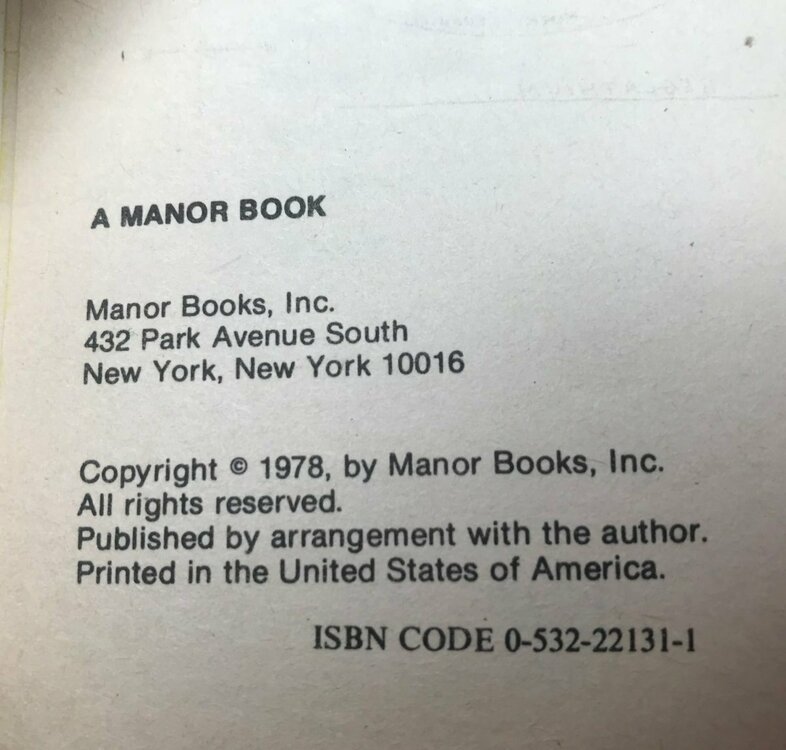 A MANOR BOOK
Manor Books, Inc.
432 Park Avenue South
New York, New York 10016
Copyright © 1978, by Manor Books, Inc.
All rights reserved.
Published by arrangement with the author.
Printed in the United States of America.
ISBN CODE 0-532-22131-1